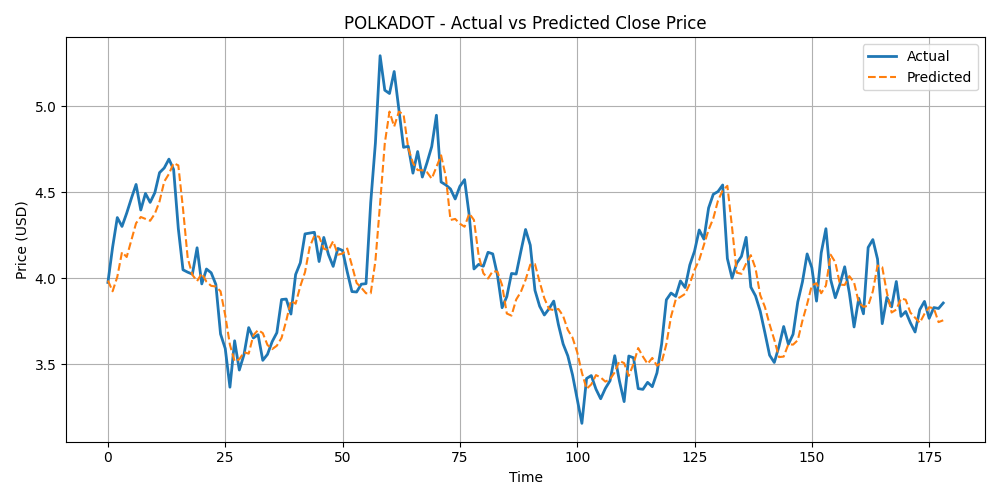 POLKADOT - Actual vs Predicted Close Price
Actual
Predicted
Price (USD)
5.0
4.5
4.0
3.5
0 25 50 75 100 125 150 175
Time